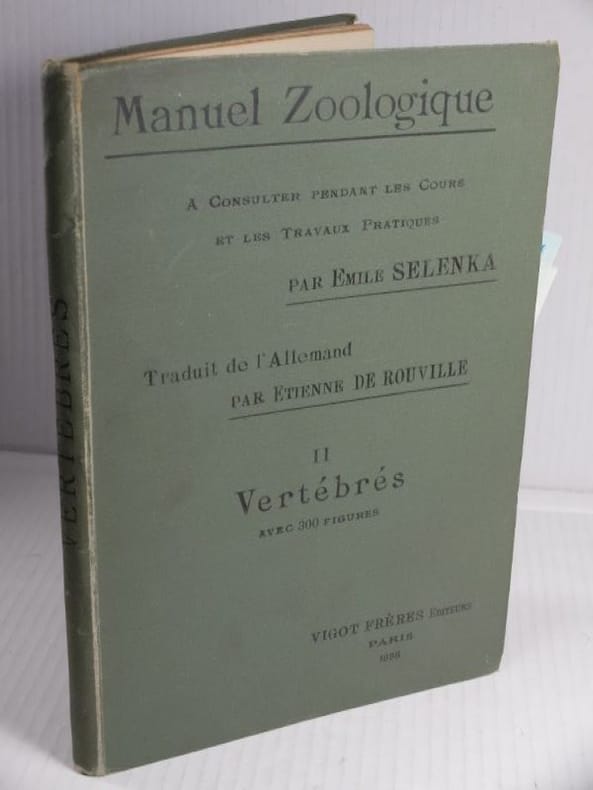 Manuel Zoologique
A CONSULTER PENDANT LES COURS
ET LES TRAVAUX PRATIQUES
PAR EMILE SELENKA
Traduit de l'Allemand
PAR ETIENNE DE ROUVILLE
II
Vertébrés
AVEC 300 FIGURES
VIGOT FRÈRES EDITEURS
PARIS
1898
VERTÉBRÉS